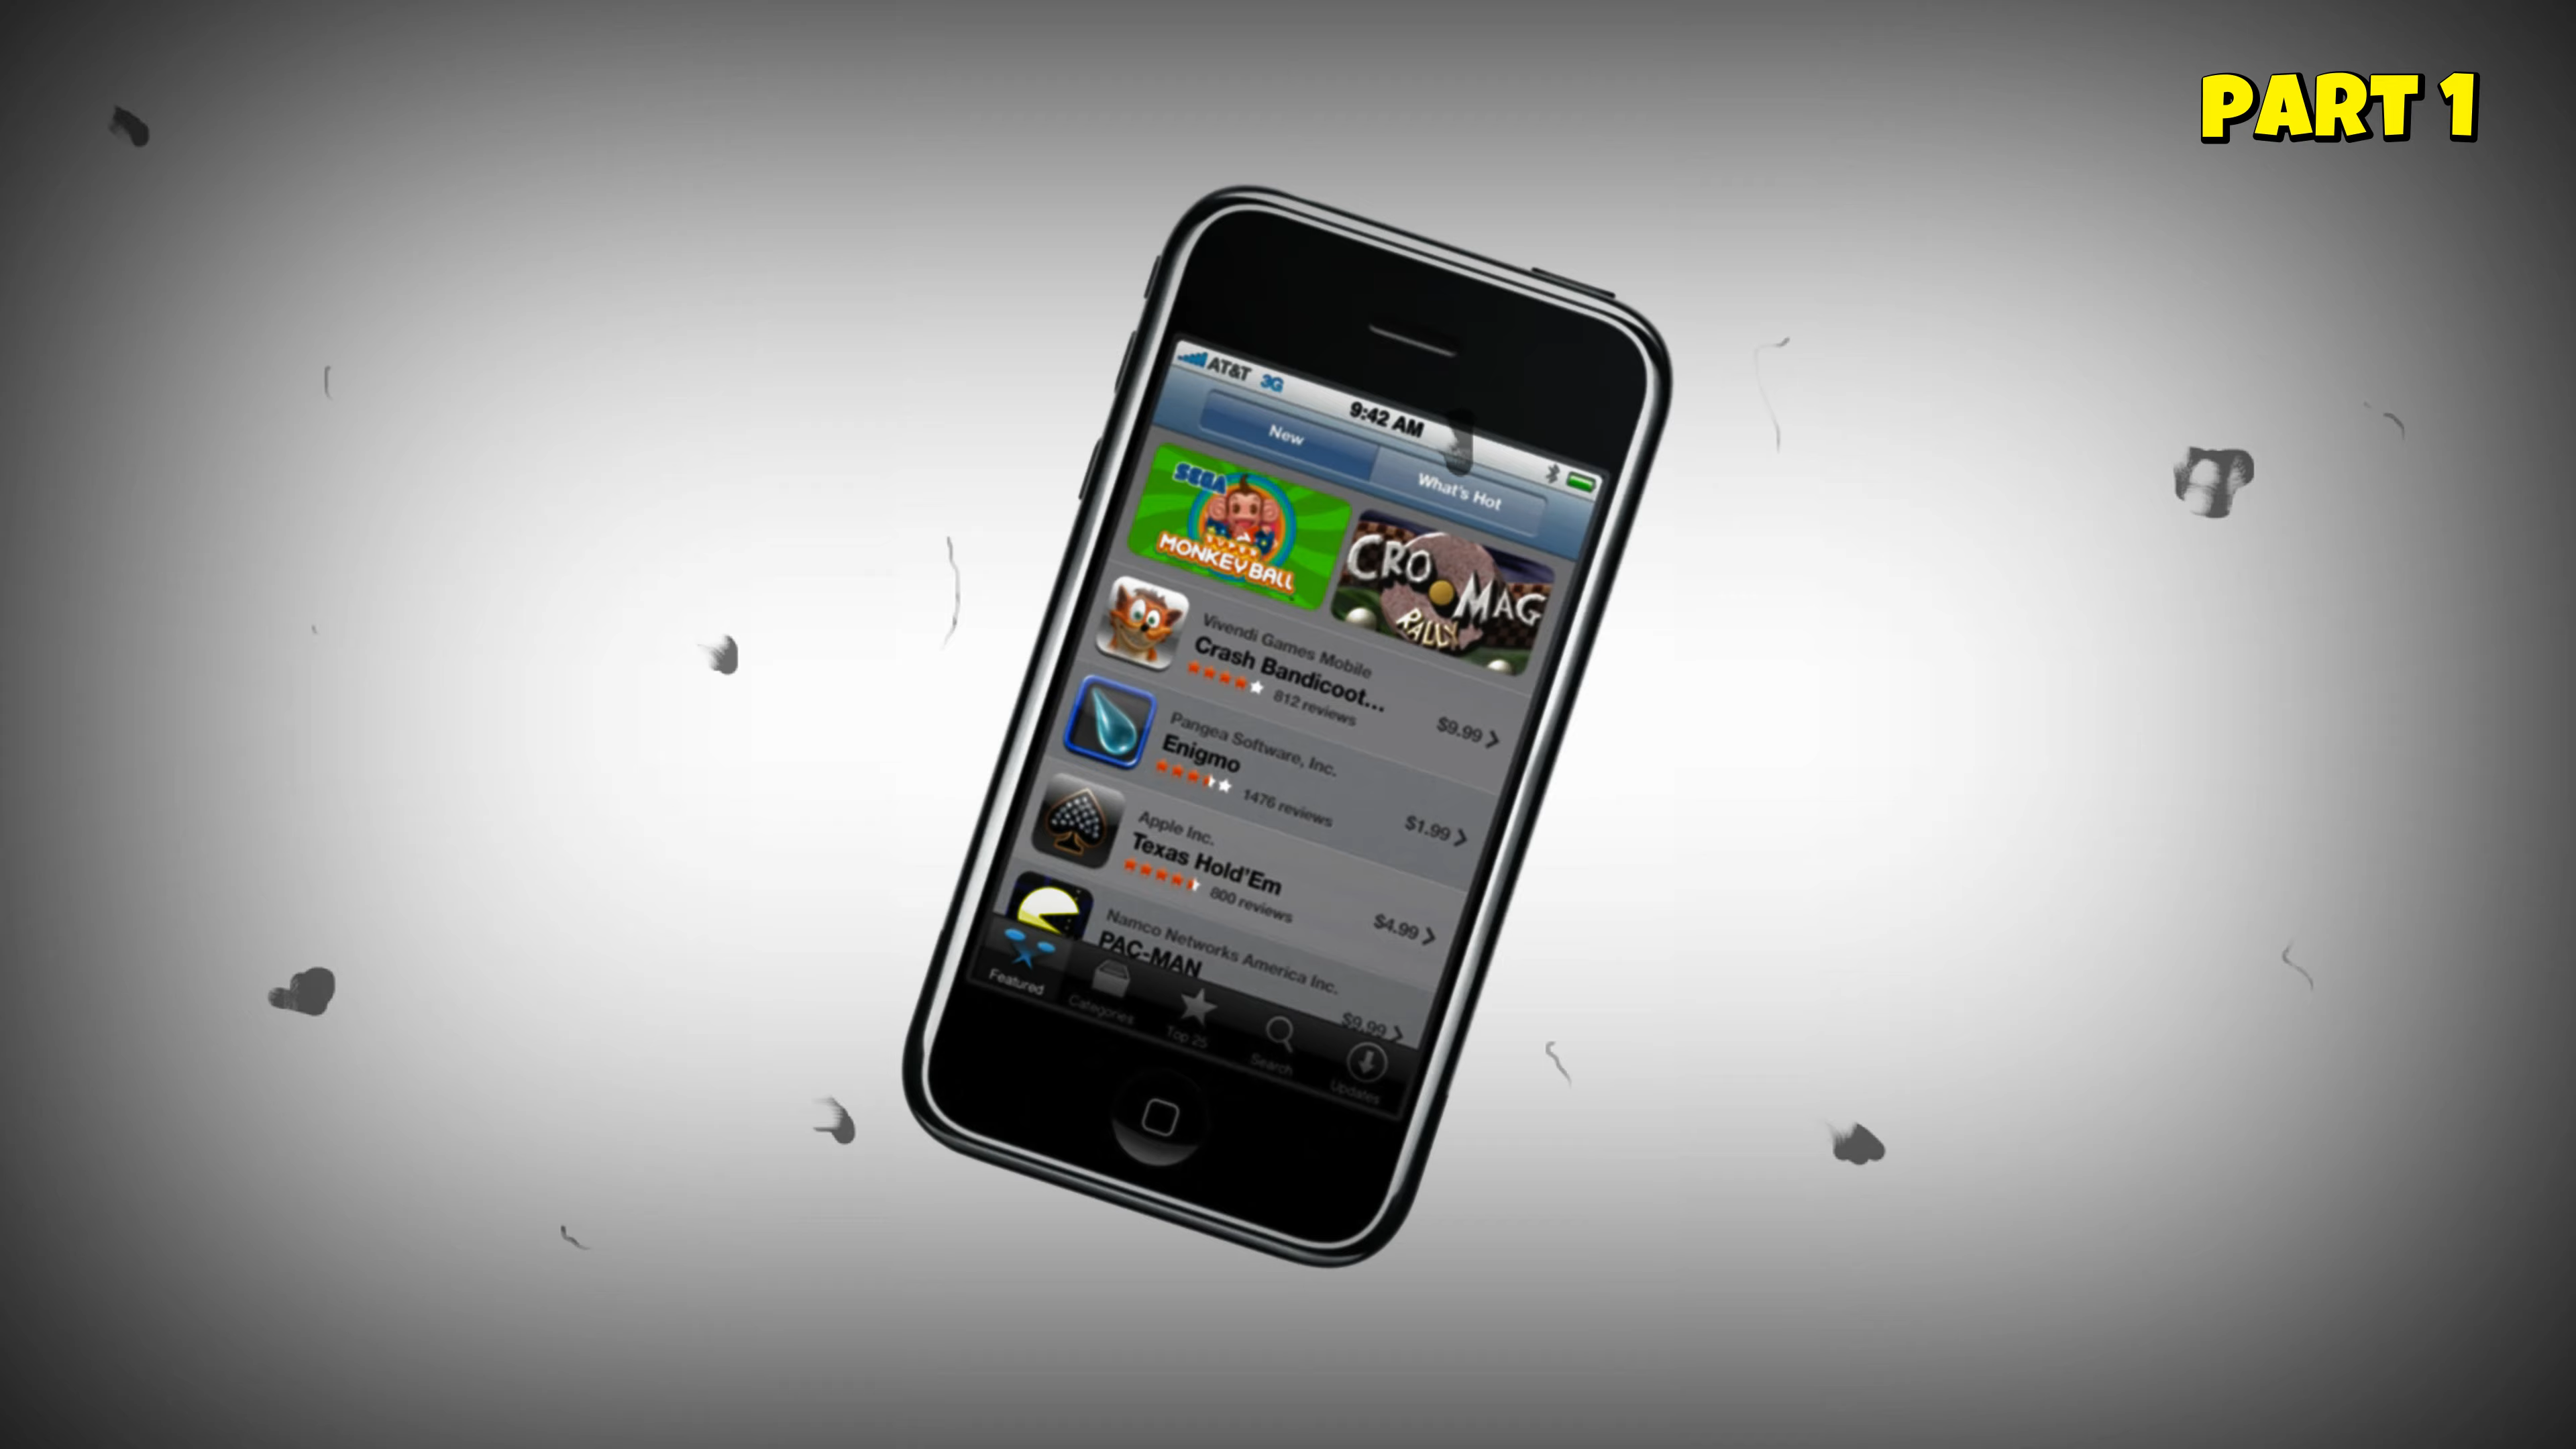 PART 1
AT&T 3G
9:42 AM
New
What's Hot
SEGA
SUPER
MONKEY BALL
CRO MAG
RALLY
Vivendi Games Mobile
Crash Bandicoot...
812 reviews
$9.99
Pangea Software, Inc.
Enigmo
1476 reviews
$1.99
Apple Inc.
Texas Hold'Em
800 reviews
$4.99
Namco Networks America Inc.
PAC-MAN
$9.99
Featured
Categories
Top 25
Search
Updates